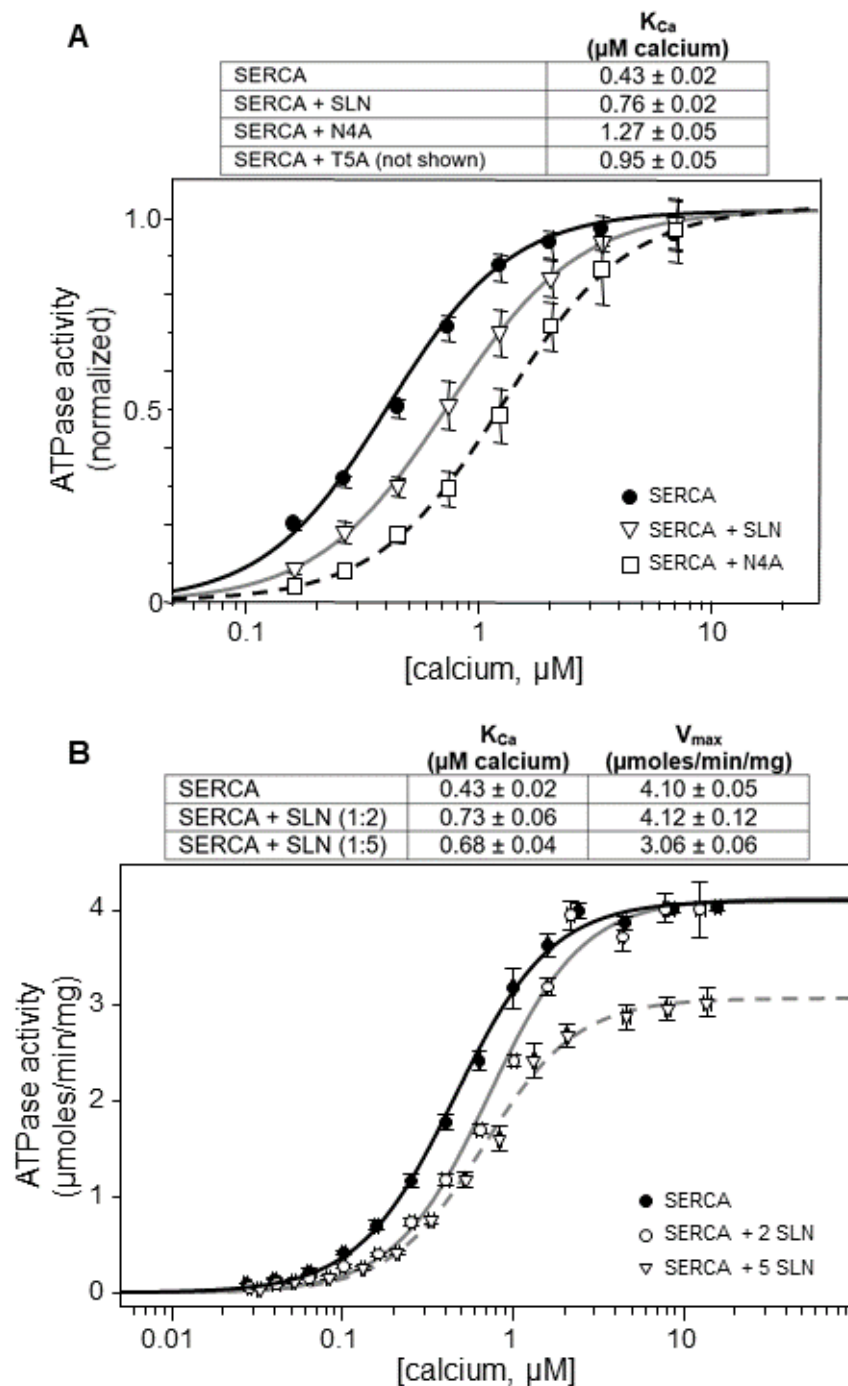 A
K_Ca
(µM calcium)
SERCA 0.43 ± 0.02
SERCA + SLN 0.76 ± 0.02
SERCA + N4A 1.27 ± 0.05
SERCA + T5A (not shown) 0.95 ± 0.05
1.0
0.5
0
ATPase activity
(normalized)
SERCA
SERCA + SLN
SERCA + N4A
0.1 1 10
[calcium, µM]
B
K_Ca V_max
(µM calcium) (µmoles/min/mg)
SERCA 0.43 ± 0.02 4.10 ± 0.05
SERCA + SLN (1:2) 0.73 ± 0.06 4.12 ± 0.12
SERCA + SLN (1:5) 0.68 ± 0.04 3.06 ± 0.06
4
3
2
1
0
ATPase activity
(µmoles/min/mg)
SERCA
SERCA + 2 SLN
SERCA + 5 SLN
0.01 0.1 1 10
[calcium, µM]